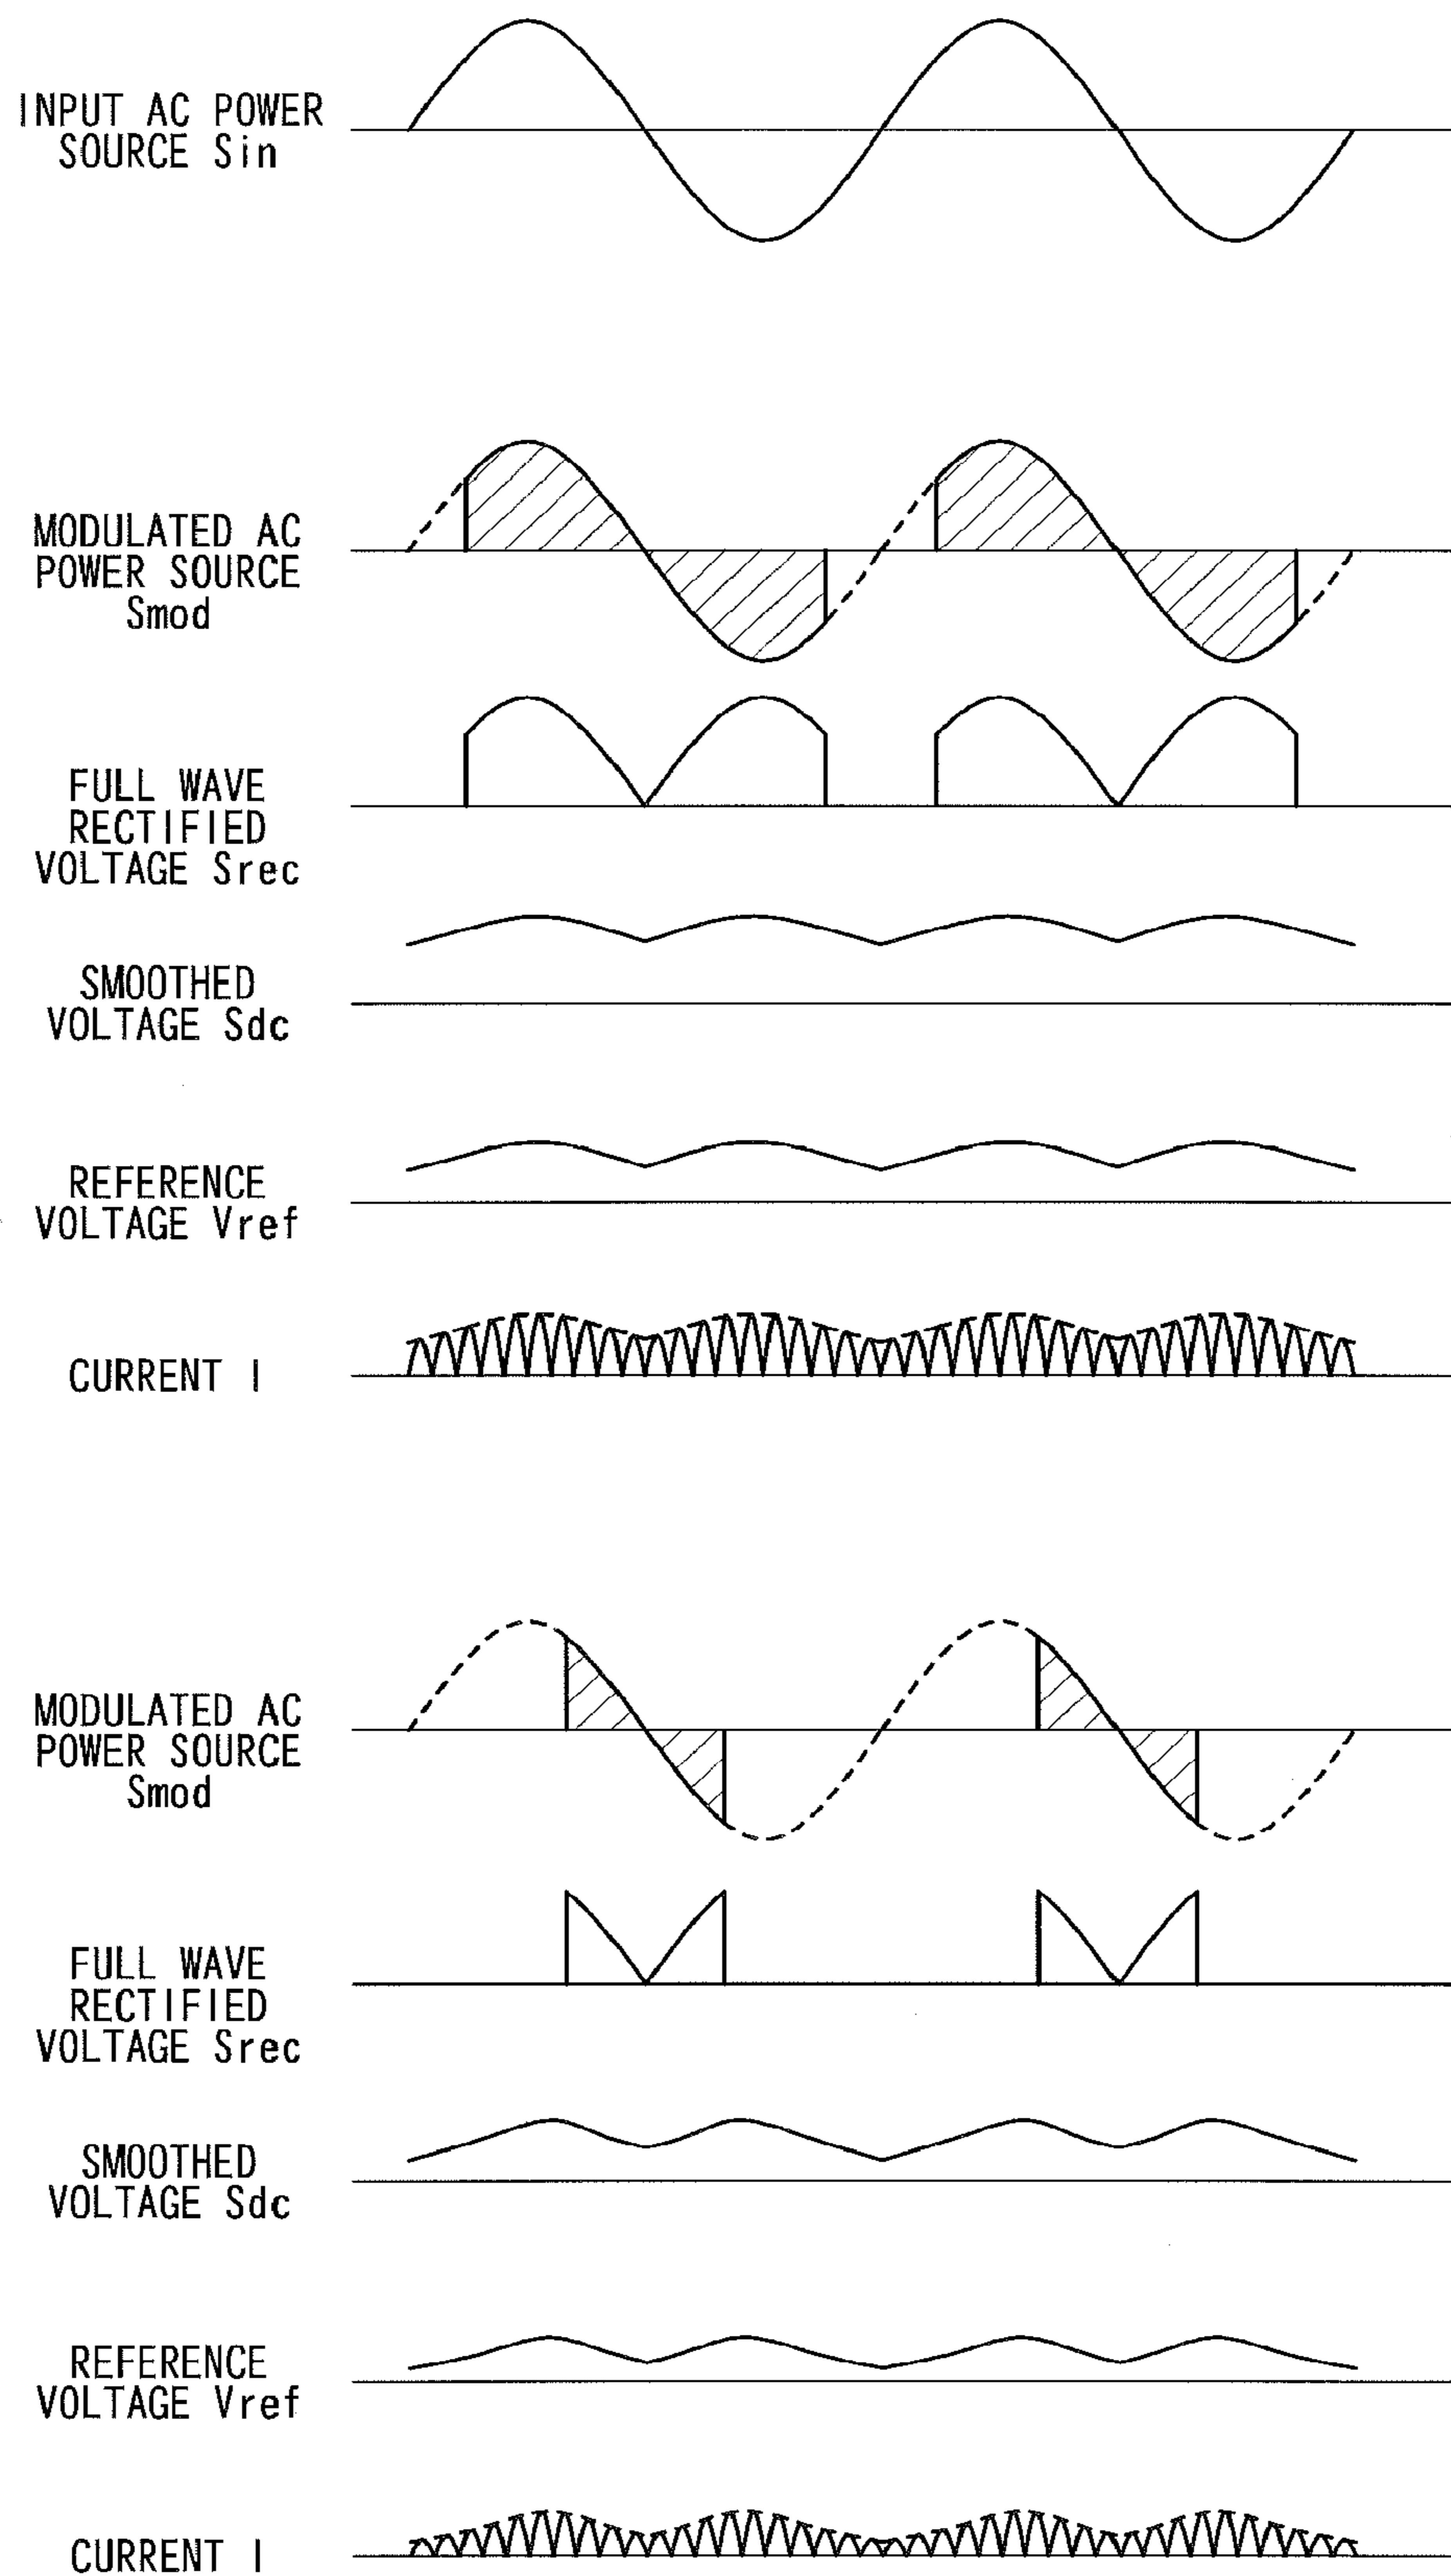 INPUT AC POWER
SOURCE Sin
MODULATED AC
POWER SOURCE
Smod
FULL WAVE
RECTIFIED
VOLTAGE Srec
SMOOTHED
VOLTAGE Sdc
REFERENCE
VOLTAGE Vref
CURRENT I
MODULATED AC
POWER SOURCE
Smod
FULL WAVE
RECTIFIED
VOLTAGE Srec
SMOOTHED
VOLTAGE Sdc
REFERENCE
VOLTAGE Vref
CURRENT I